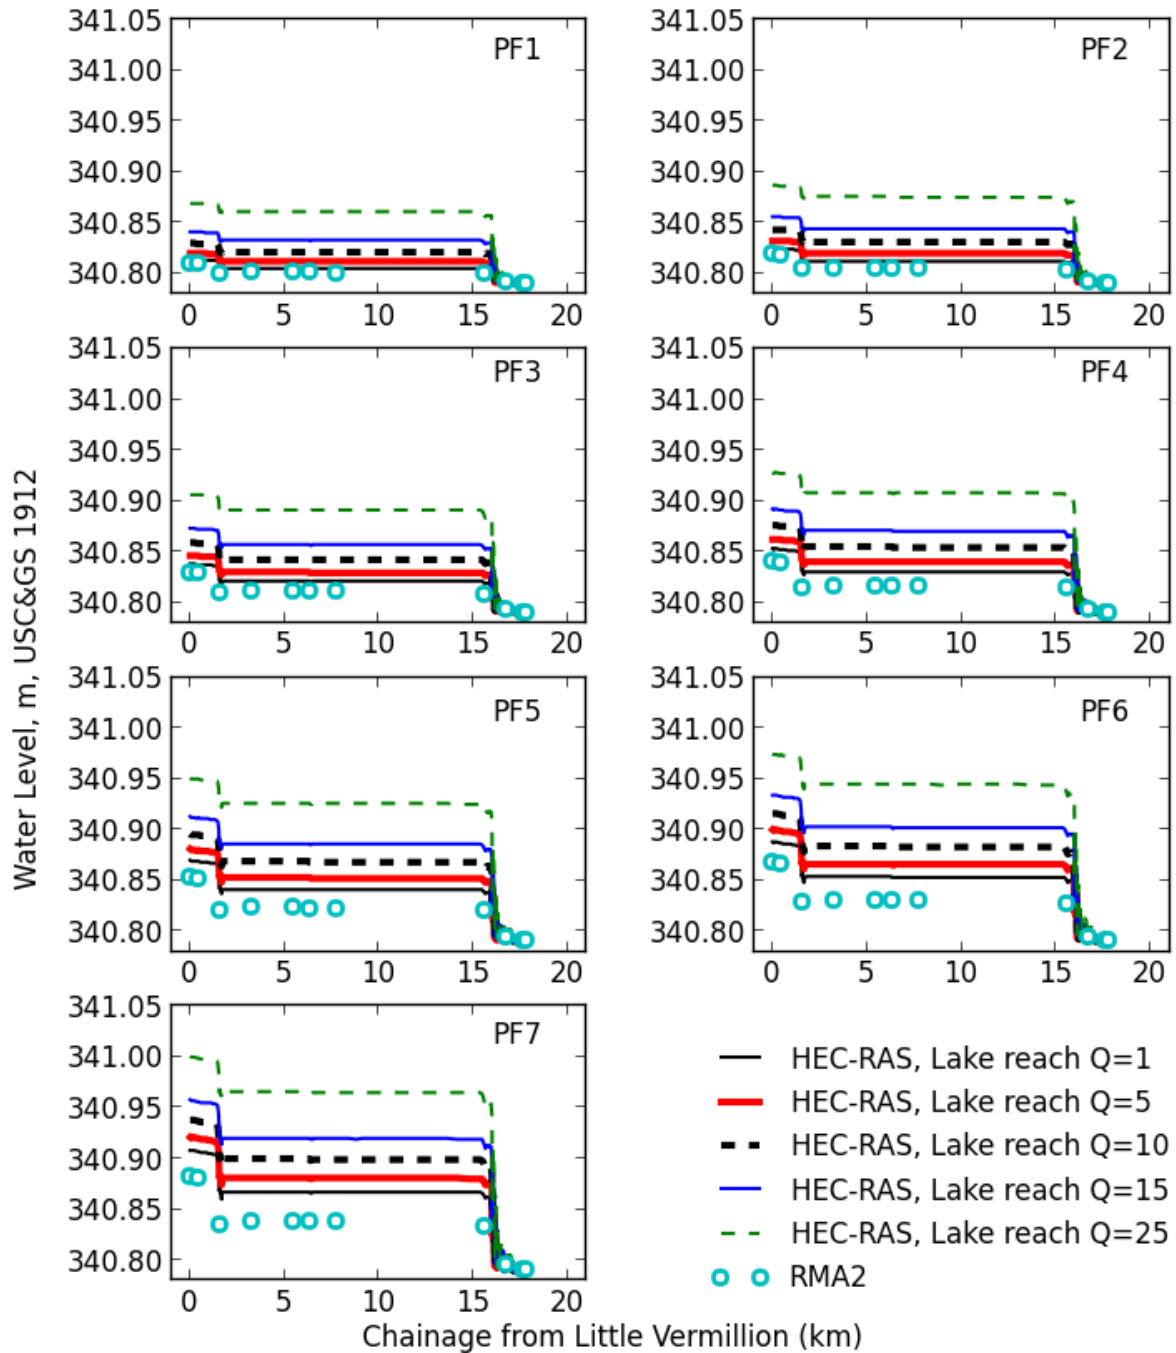 341.05
341.00
340.95
340.90
340.85
340.80
0 5 10 15 20
PF1
341.05
341.00
340.95
340.90
340.85
340.80
0 5 10 15 20
PF2
341.05
341.00
340.95
340.90
340.85
340.80
0 5 10 15 20
PF3
341.05
341.00
340.95
340.90
340.85
340.80
0 5 10 15 20
PF4
Water Level, m, USC&GS 1912
341.05
341.00
340.95
340.90
340.85
340.80
0 5 10 15 20
PF5
341.05
341.00
340.95
340.90
340.85
340.80
0 5 10 15 20
PF6
341.05
341.00
340.95
340.90
340.85
340.80
0 5 10 15 20
PF7
HEC-RAS, Lake reach Q=1
HEC-RAS, Lake reach Q=5
HEC-RAS, Lake reach Q=10
HEC-RAS, Lake reach Q=15
HEC-RAS, Lake reach Q=25
RMA2
Chainage from Little Vermillion (km)